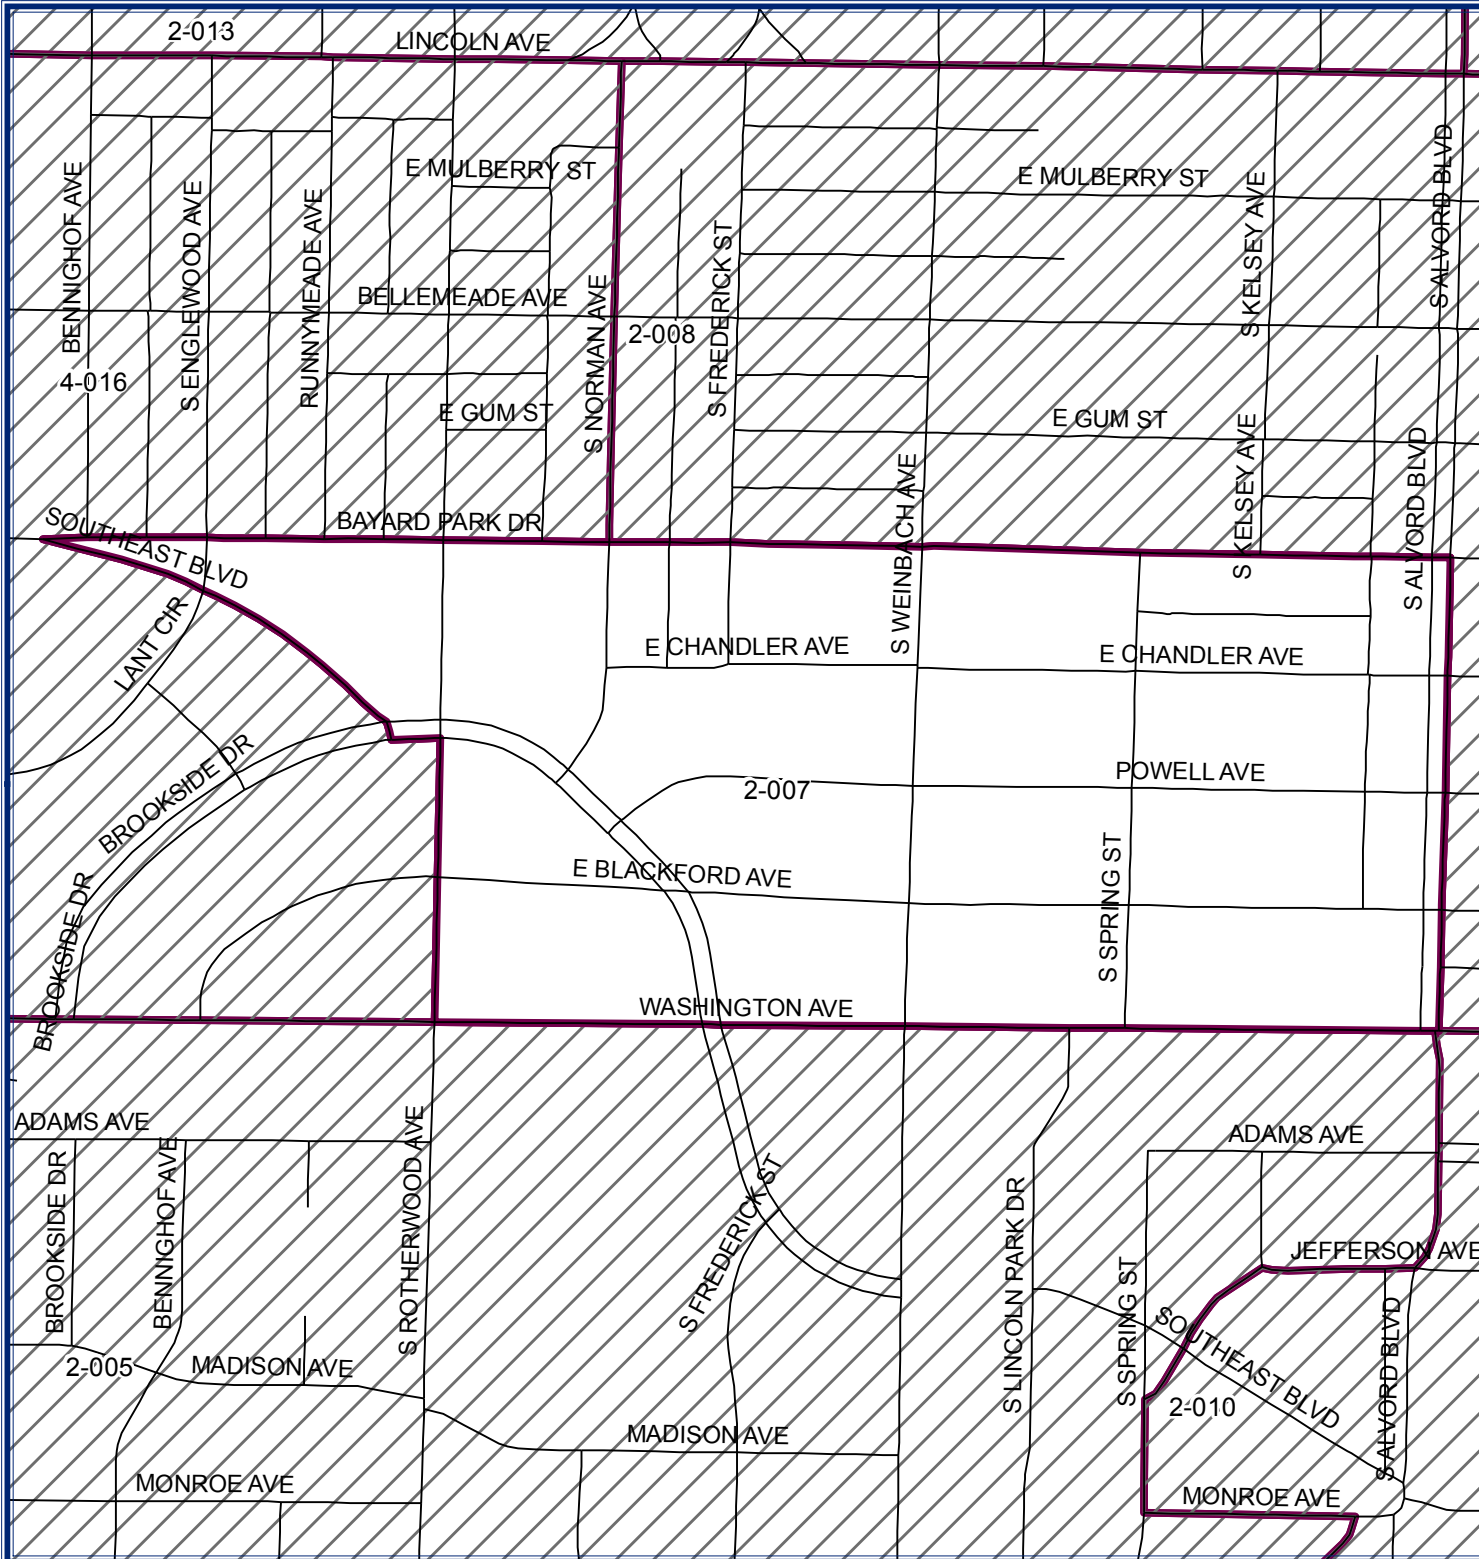 2-013
LINCOLN AVE
E MULBERRY ST
E MULBERRY ST
BENNIGHOF AVE
S ENGLEWOOD AVE
RUNNYMEADE AVE
S NORMAN AVE
S FREDERICK ST
S KELSEY AVE
S ALVORD BLVD
BELLEMEADE AVE
2-008
4-016
E GUM ST
E GUM ST
S WEINBACH AVE
S KELSEY AVE
S ALVORD BLVD
SOUTHEAST BLVD
BAYARD PARK DR
LANT CIR
E CHANDLER AVE
E CHANDLER AVE
BROOKSIDE DR
POWELL AVE
2-007
E BLACKFORD AVE
S SPRING ST
BROOKSIDE DR
WASHINGTON AVE
ADAMS AVE
ADAMS AVE
BROOKSIDE DR
BENNIGHOF AVE
S ROTHERWOOD AVE
S FREDERICK ST
S LINCOLN PARK DR
S SPRING ST
JEFFERSON AVE
SOUTHEAST BLVD
S ALVORD BLVD
2-005
MADISON AVE
2-010
MADISON AVE
MONROE AVE
MONROE AVE